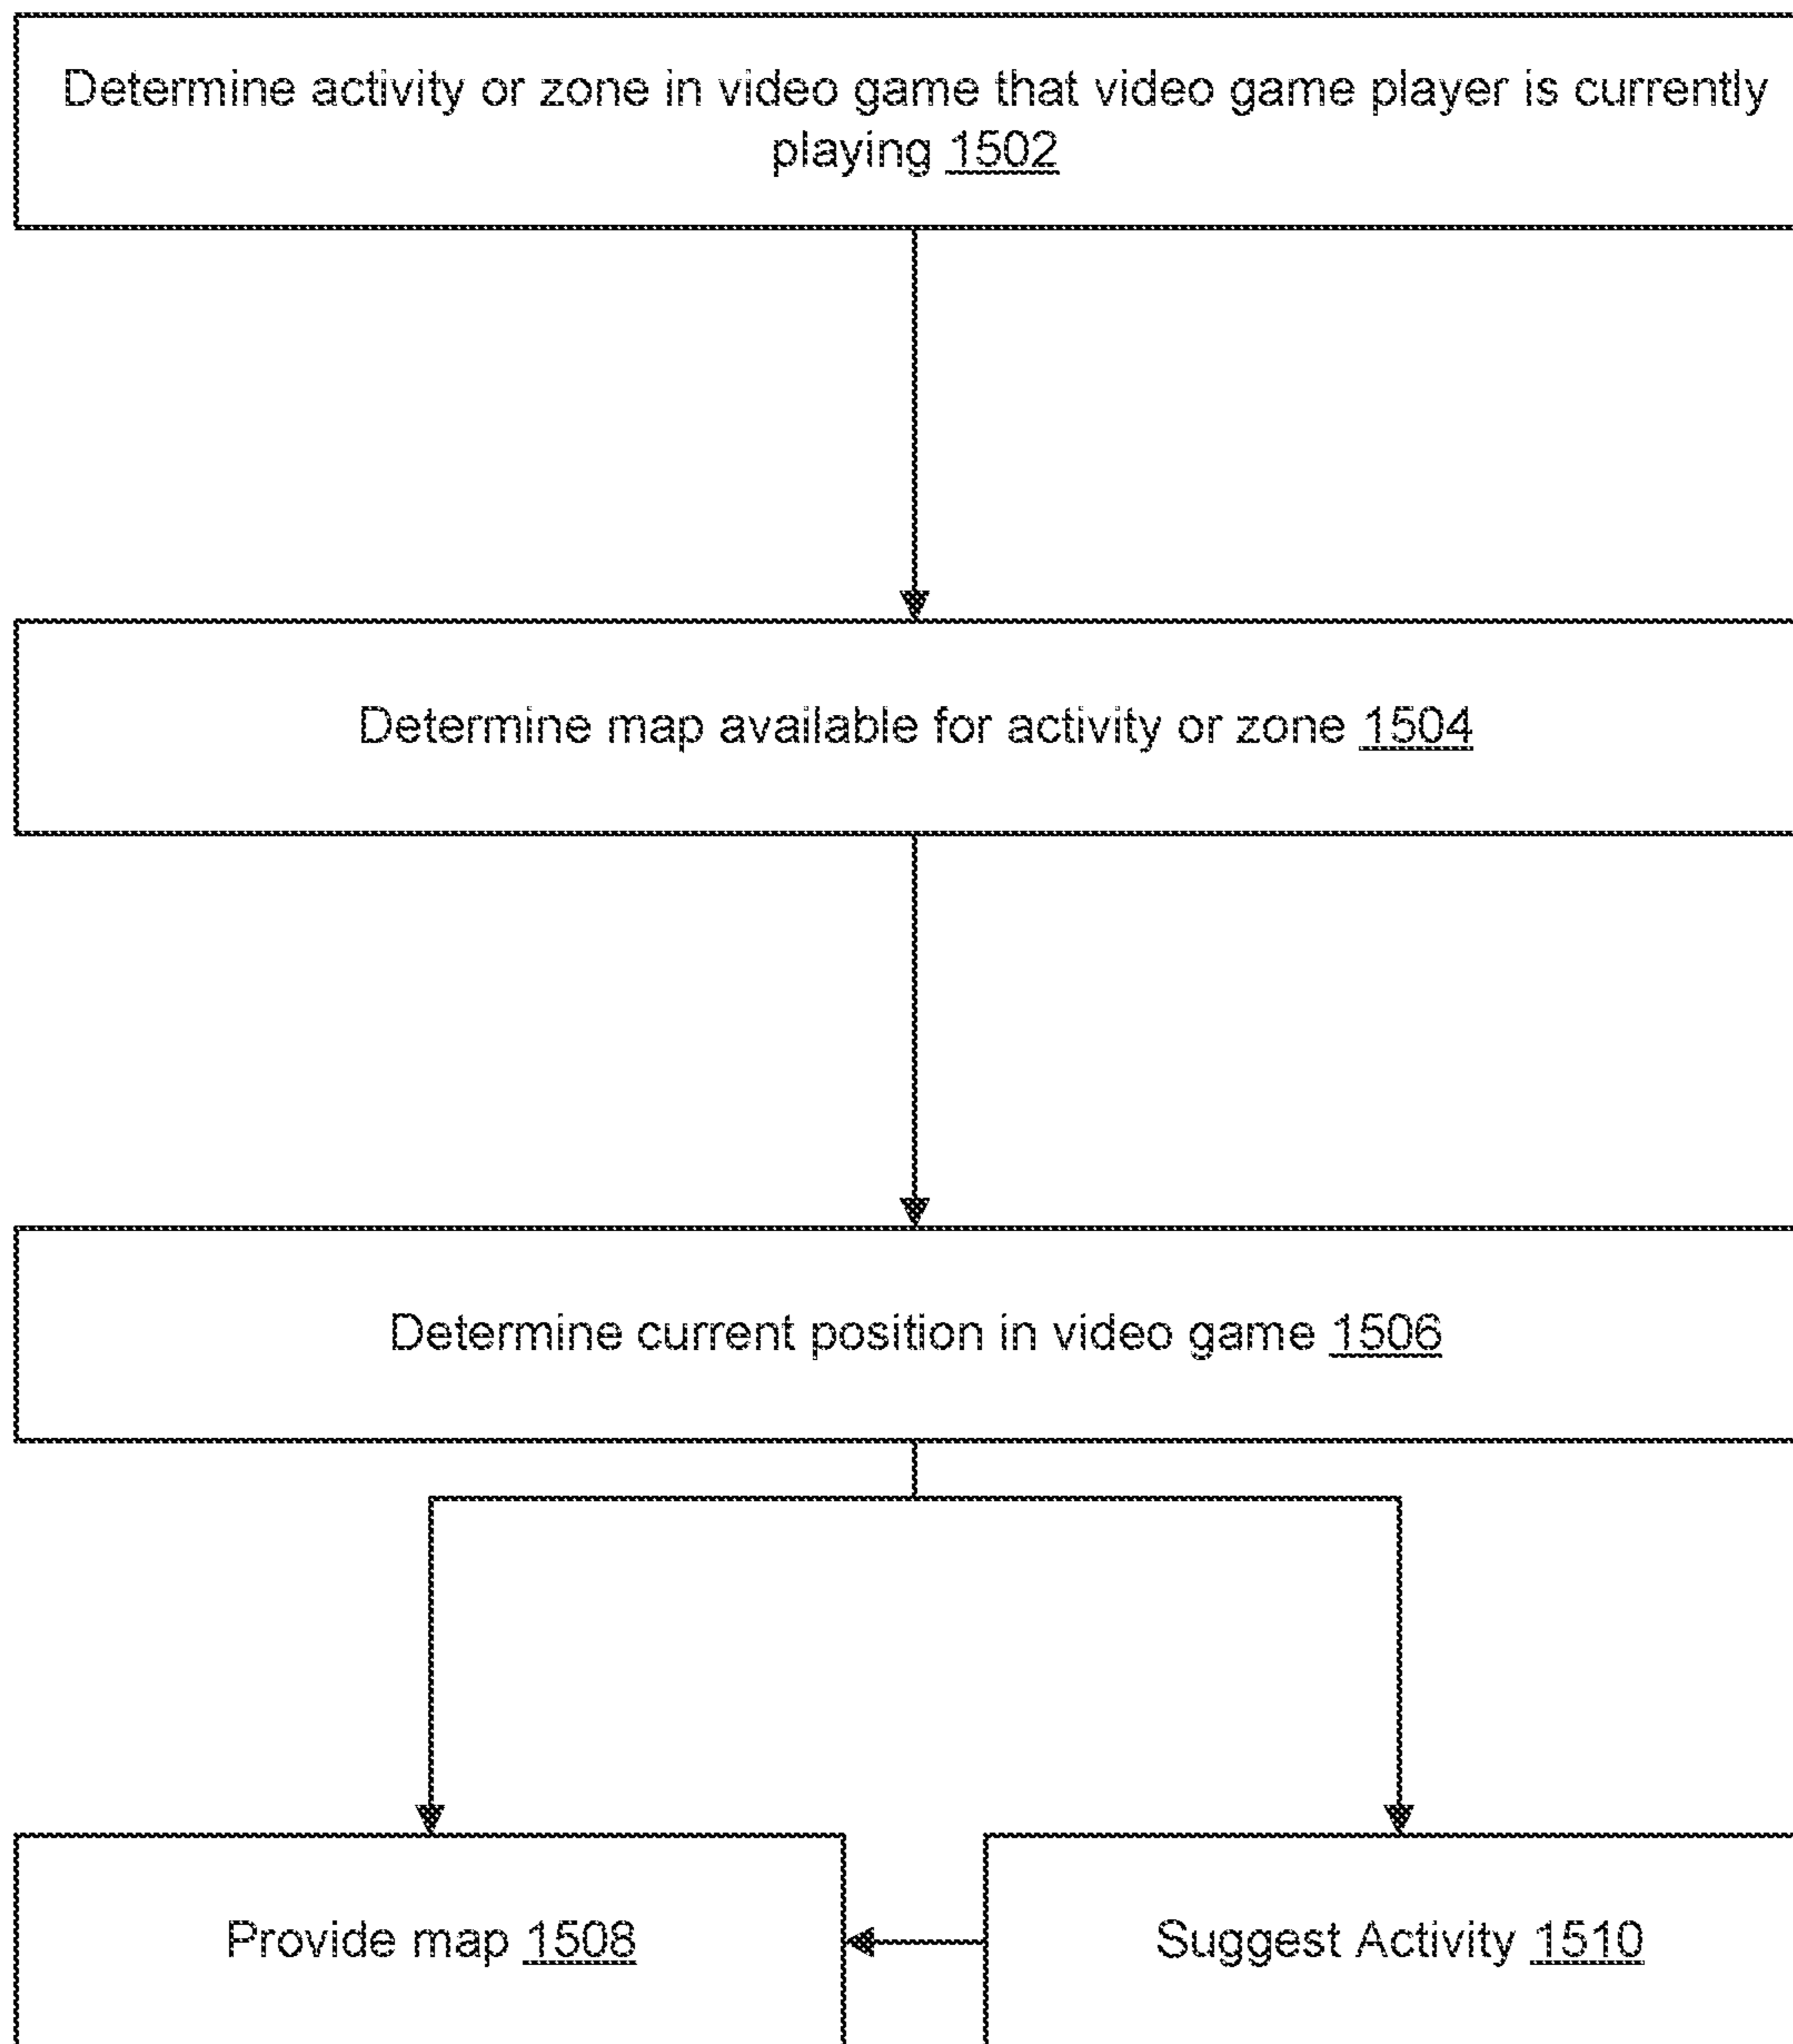 Determine activity or zone in video game that video game player is currently
playing 1502
Determine map available for activity or zone 1504
Determine current position in video game 1506
Provide map 1508
Suggest Activity 1510